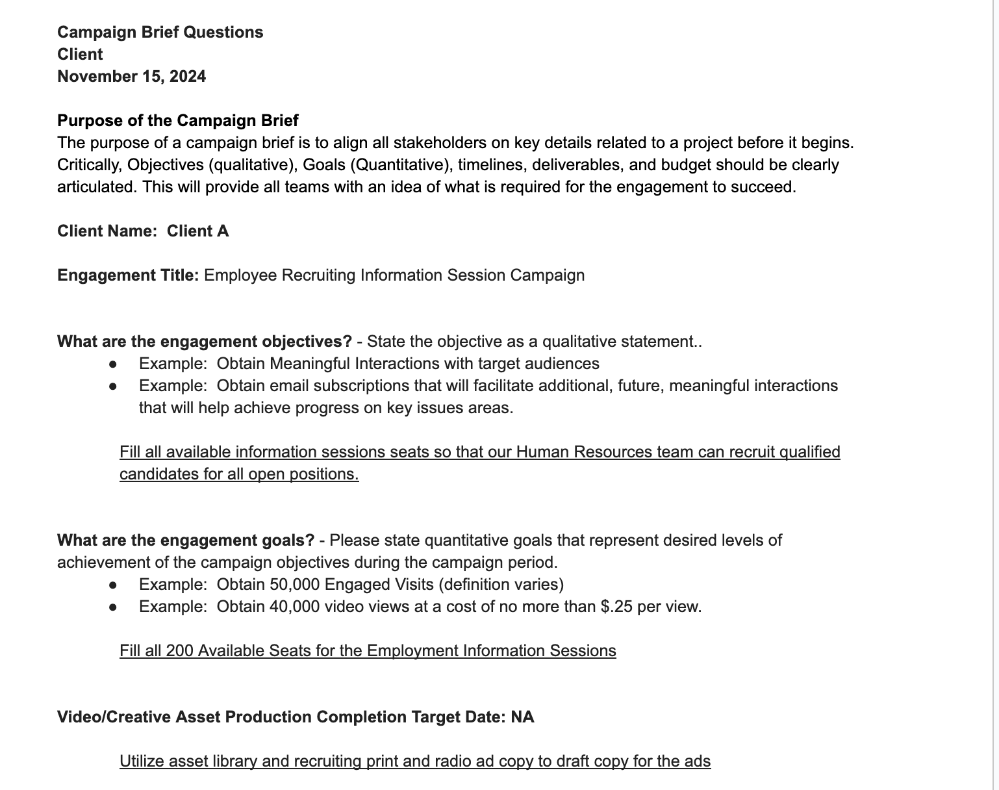 Campaign Brief Questions
Client
November 15, 2024
Purpose of the Campaign Brief
The purpose of a campaign brief is to align all stakeholders on key details related to a project before it begins.
Critically, Objectives (qualitative), Goals (Quantitative), timelines, deliverables, and budget should be clearly
articulated. This will provide all teams with an idea of what is required for the engagement to succeed.
Client Name:  Client A
Engagement Title: Employee Recruiting Information Session Campaign
What are the engagement objectives? - State the objective as a qualitative statement..
● Example:  Obtain Meaningful Interactions with target audiences
● Example:  Obtain email subscriptions that will facilitate additional, future, meaningful interactions
that will help achieve progress on key issues areas.
Fill all available information sessions seats so that our Human Resources team can recruit qualified
candidates for all open positions.
What are the engagement goals? - Please state quantitative goals that represent desired levels of
achievement of the campaign objectives during the campaign period.
● Example:  Obtain 50,000 Engaged Visits (definition varies)
● Example:  Obtain 40,000 video views at a cost of no more than $.25 per view.
Fill all 200 Available Seats for the Employment Information Sessions
Video/Creative Asset Production Completion Target Date: NA
Utilize asset library and recruiting print and radio ad copy to draft copy for the ads